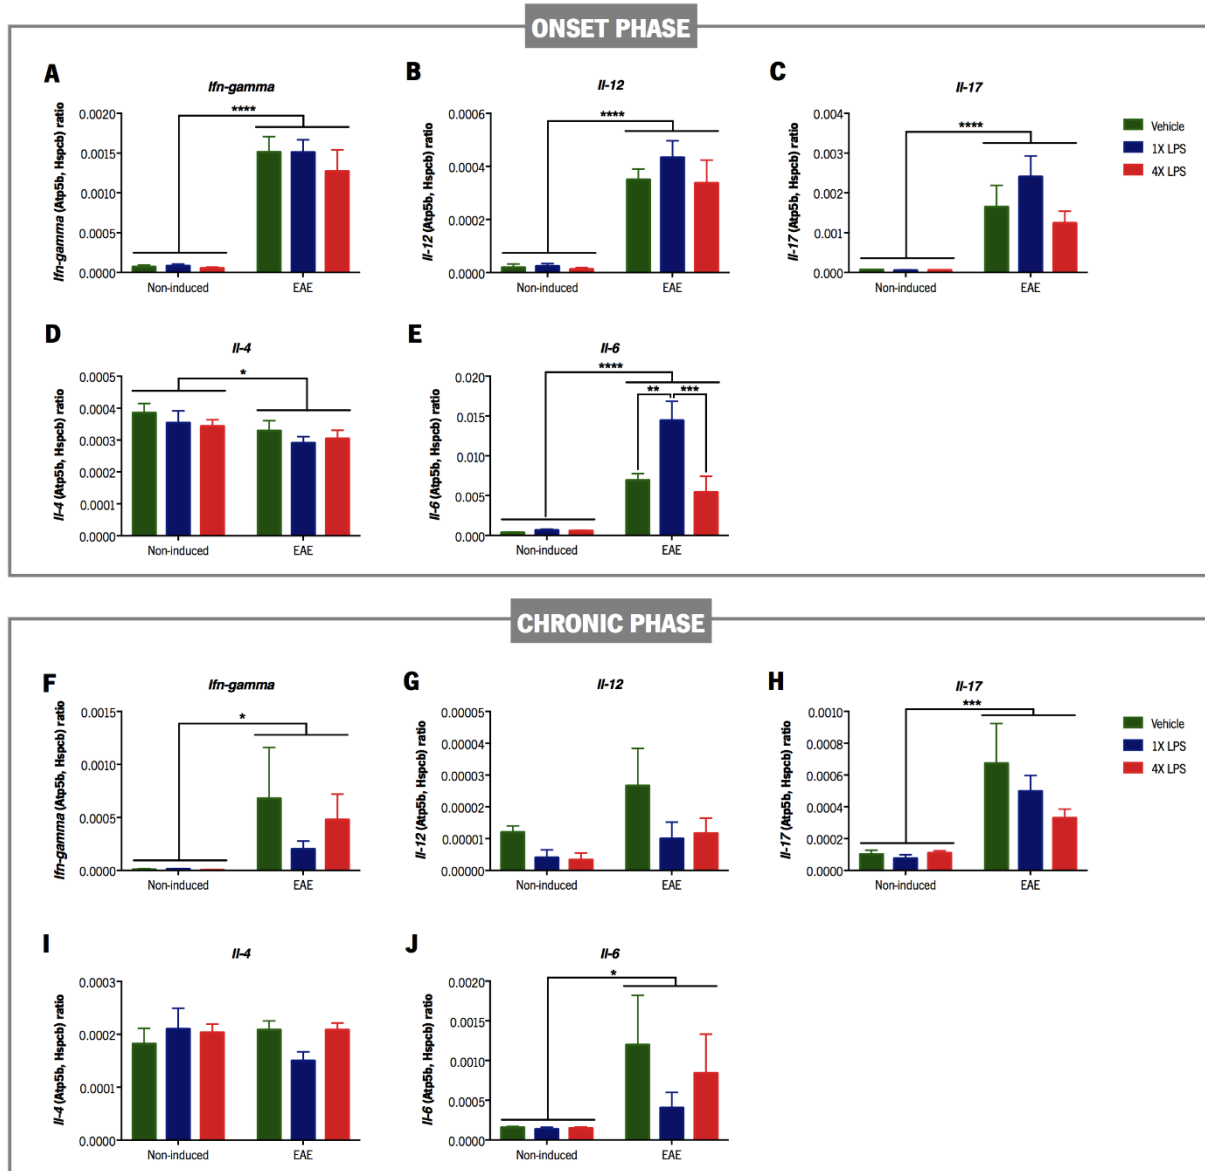 ONSET PHASE
A
Ifn-gamma
Ifn-gamma (Atp5b, Hspcb) ratio
0.0020
0.0015
0.0010
0.0005
0.0000
****
Non-induced
EAE
B
Il-12
Il-12 (Atp5b, Hspcb) ratio
0.0006
0.0004
0.0002
0.0000
****
Non-induced
EAE
C
Il-17
Il-17 (Atp5b, Hspcb) ratio
0.004
0.003
0.002
0.001
0.000
****
Non-induced
EAE
Vehicle
1X LPS
4X LPS
D
Il-4
Il-4 (Atp5b, Hspcb) ratio
0.0005
0.0004
0.0003
0.0002
0.0001
0.0000
*
Non-induced
EAE
E
Il-6
Il-6 (Atp5b, Hspcb) ratio
0.020
0.015
0.010
0.005
0.000
****
**
***
Non-induced
EAE
CHRONIC PHASE
F
Ifn-gamma
Ifn-gamma (Atp5b, Hspcb) ratio
0.0015
0.0010
0.0005
0.0000
*
Non-induced
EAE
G
Il-12
Il-12 (Atp5b, Hspcb) ratio
0.00005
0.00004
0.00003
0.00002
0.00001
0.00000
Non-induced
EAE
H
Il-17
Il-17 (Atp5b, Hspcb) ratio
0.0010
0.0008
0.0006
0.0004
0.0002
0.0000
***
Non-induced
EAE
Vehicle
1X LPS
4X LPS
I
Il-4
Il-4 (Atp5b, Hspcb) ratio
0.0003
0.0002
0.0001
0.0000
Non-induced
EAE
J
Il-6
Il-6 (Atp5b, Hspcb) ratio
0.0020
0.0015
0.0010
0.0005
0.0000
*
Non-induced
EAE